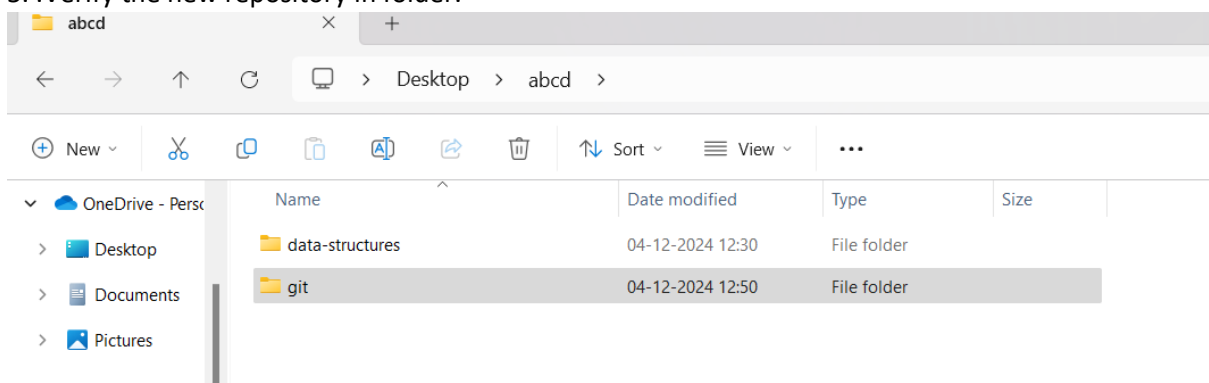 abcd
Desktop > abcd >
New Sort View
OneDrive - Perso
Name Date modified Type Size
Desktop
data-structures 04-12-2024 12:30 File folder
Documents
git 04-12-2024 12:50 File folder
Pictures